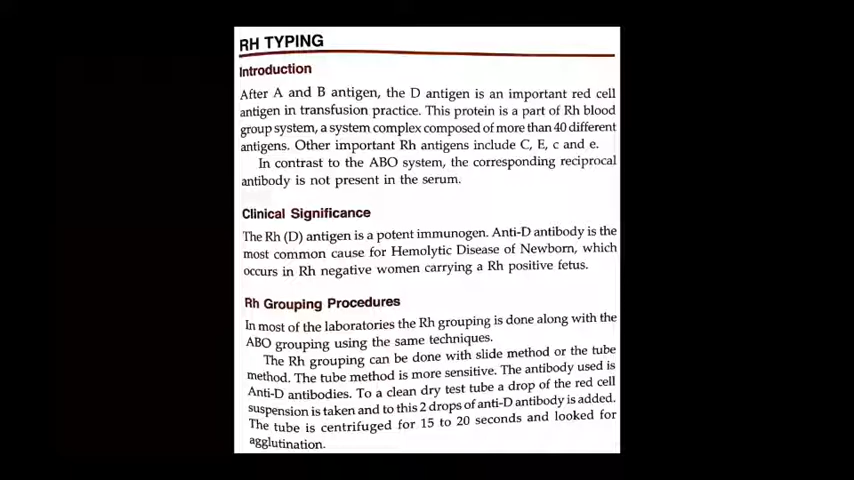 RH TYPING
Introduction
After A and B antigen, the D antigen is an important red cell
antigen in transfusion practice. This protein is a part of Rh blood
group system, a system complex composed of more than 40 different
antigens. Other important Rh antigens include C, E, c and e.
In contrast to the ABO system, the corresponding reciprocal
antibody is not present in the serum.
Clinical Significance
The Rh (D) antigen is a potent immunogen. Anti-D antibody is the
most common cause for Hemolytic Disease of Newborn, which
occurs in Rh negative women carrying a Rh positive fetus.
Rh Grouping Procedures
In most of the laboratories the Rh grouping is done along with the
ABO grouping using the same techniques.
The Rh grouping can be done with slide method or the tube
method. The tube method is more sensitive. The antibody used is
Anti-D antibodies. To a clean dry test tube a drop of the red cell
suspension is taken and to this 2 drops of anti-D antibody is added.
The tube is centrifuged for 15 to 20 seconds and looked for
agglutination.